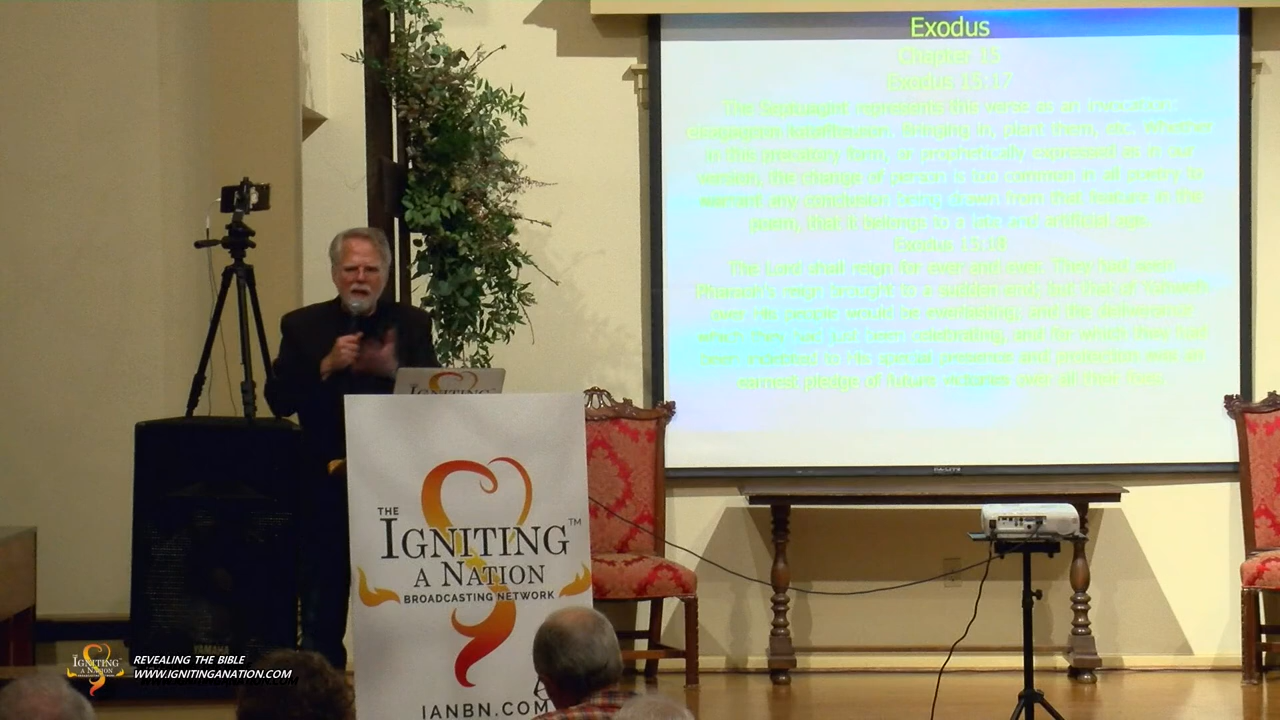 Exodus
Chapter 15
Exodus 15:17
The Septuagint represents this verse as an invocation:
Bringing in, plant them, etc. Whether
in this precatory form, or prophetically expressed as in our
version, the change of person is too common in all poetry to
warrant any conclusion being drawn from that feature in the
poem, that it belongs to a late and artificial age.
Exodus 15:18
The Lord shall reign for ever and ever. They had seen
Pharaoh's reign brought to a sudden end; but that of Yahweh
over His people would be everlasting; and the deliverance
which they had just been celebrating, and for which they had
been indebted to His special presence and protection was an
earnest pledge of future victories over all their foes.
IGNITING
THE
IGNITING™
A NATION
BROADCASTING NETWORK
IANBN.COM
YAMAHA
IGNITING
A NATION
REVEALING THE BIBLE
WWW.IGNITINGANATION.COM